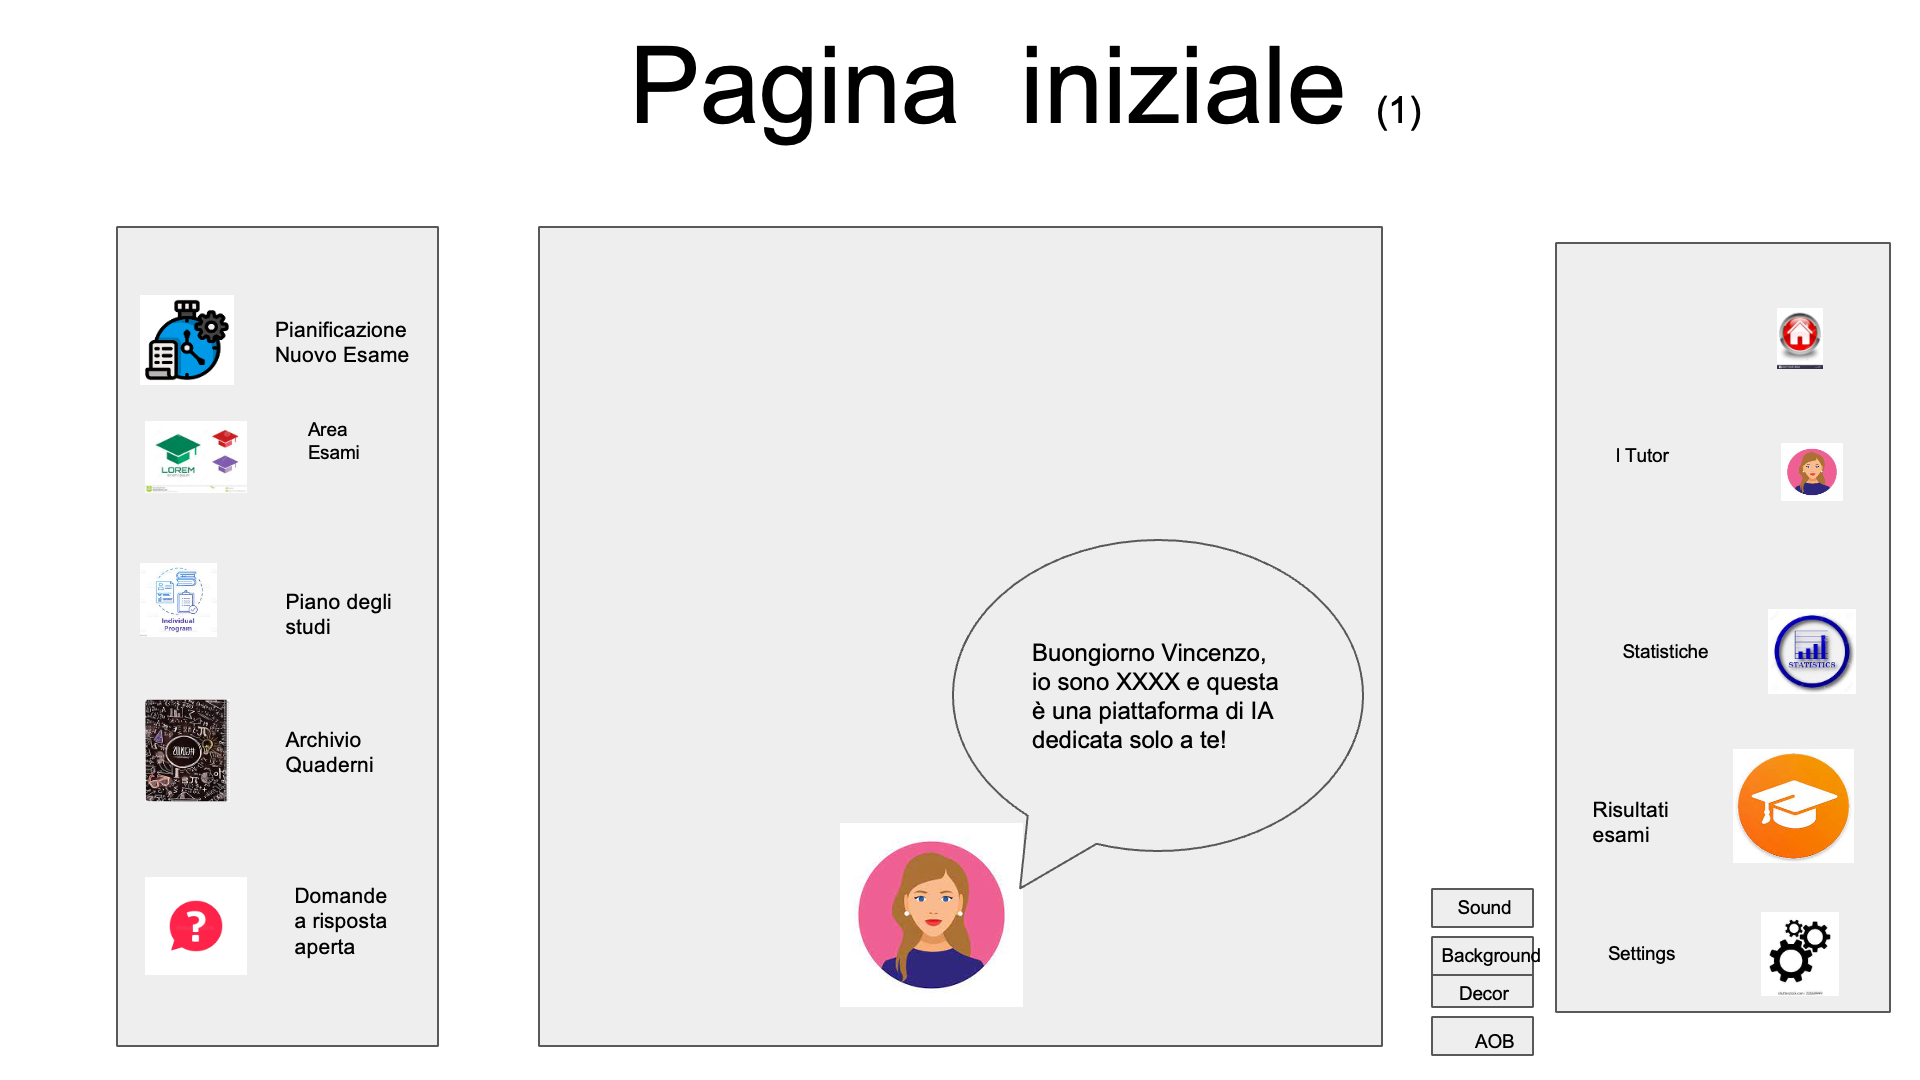 Pagina iniziale (1)
Pianificazione
Nuovo Esame
LOREM
Area
Esami
Individual
Program
Piano degli
studi
Archivio
Quaderni
Domande
a risposta
aperta
Buongiorno Vincenzo,
io sono XXXX e questa
è una piattaforma di IA
dedicata solo a te!
Sound
Background
Decor
AOB
I Tutor
Statistiche
STATISTICS
Risultati
esami
Settings